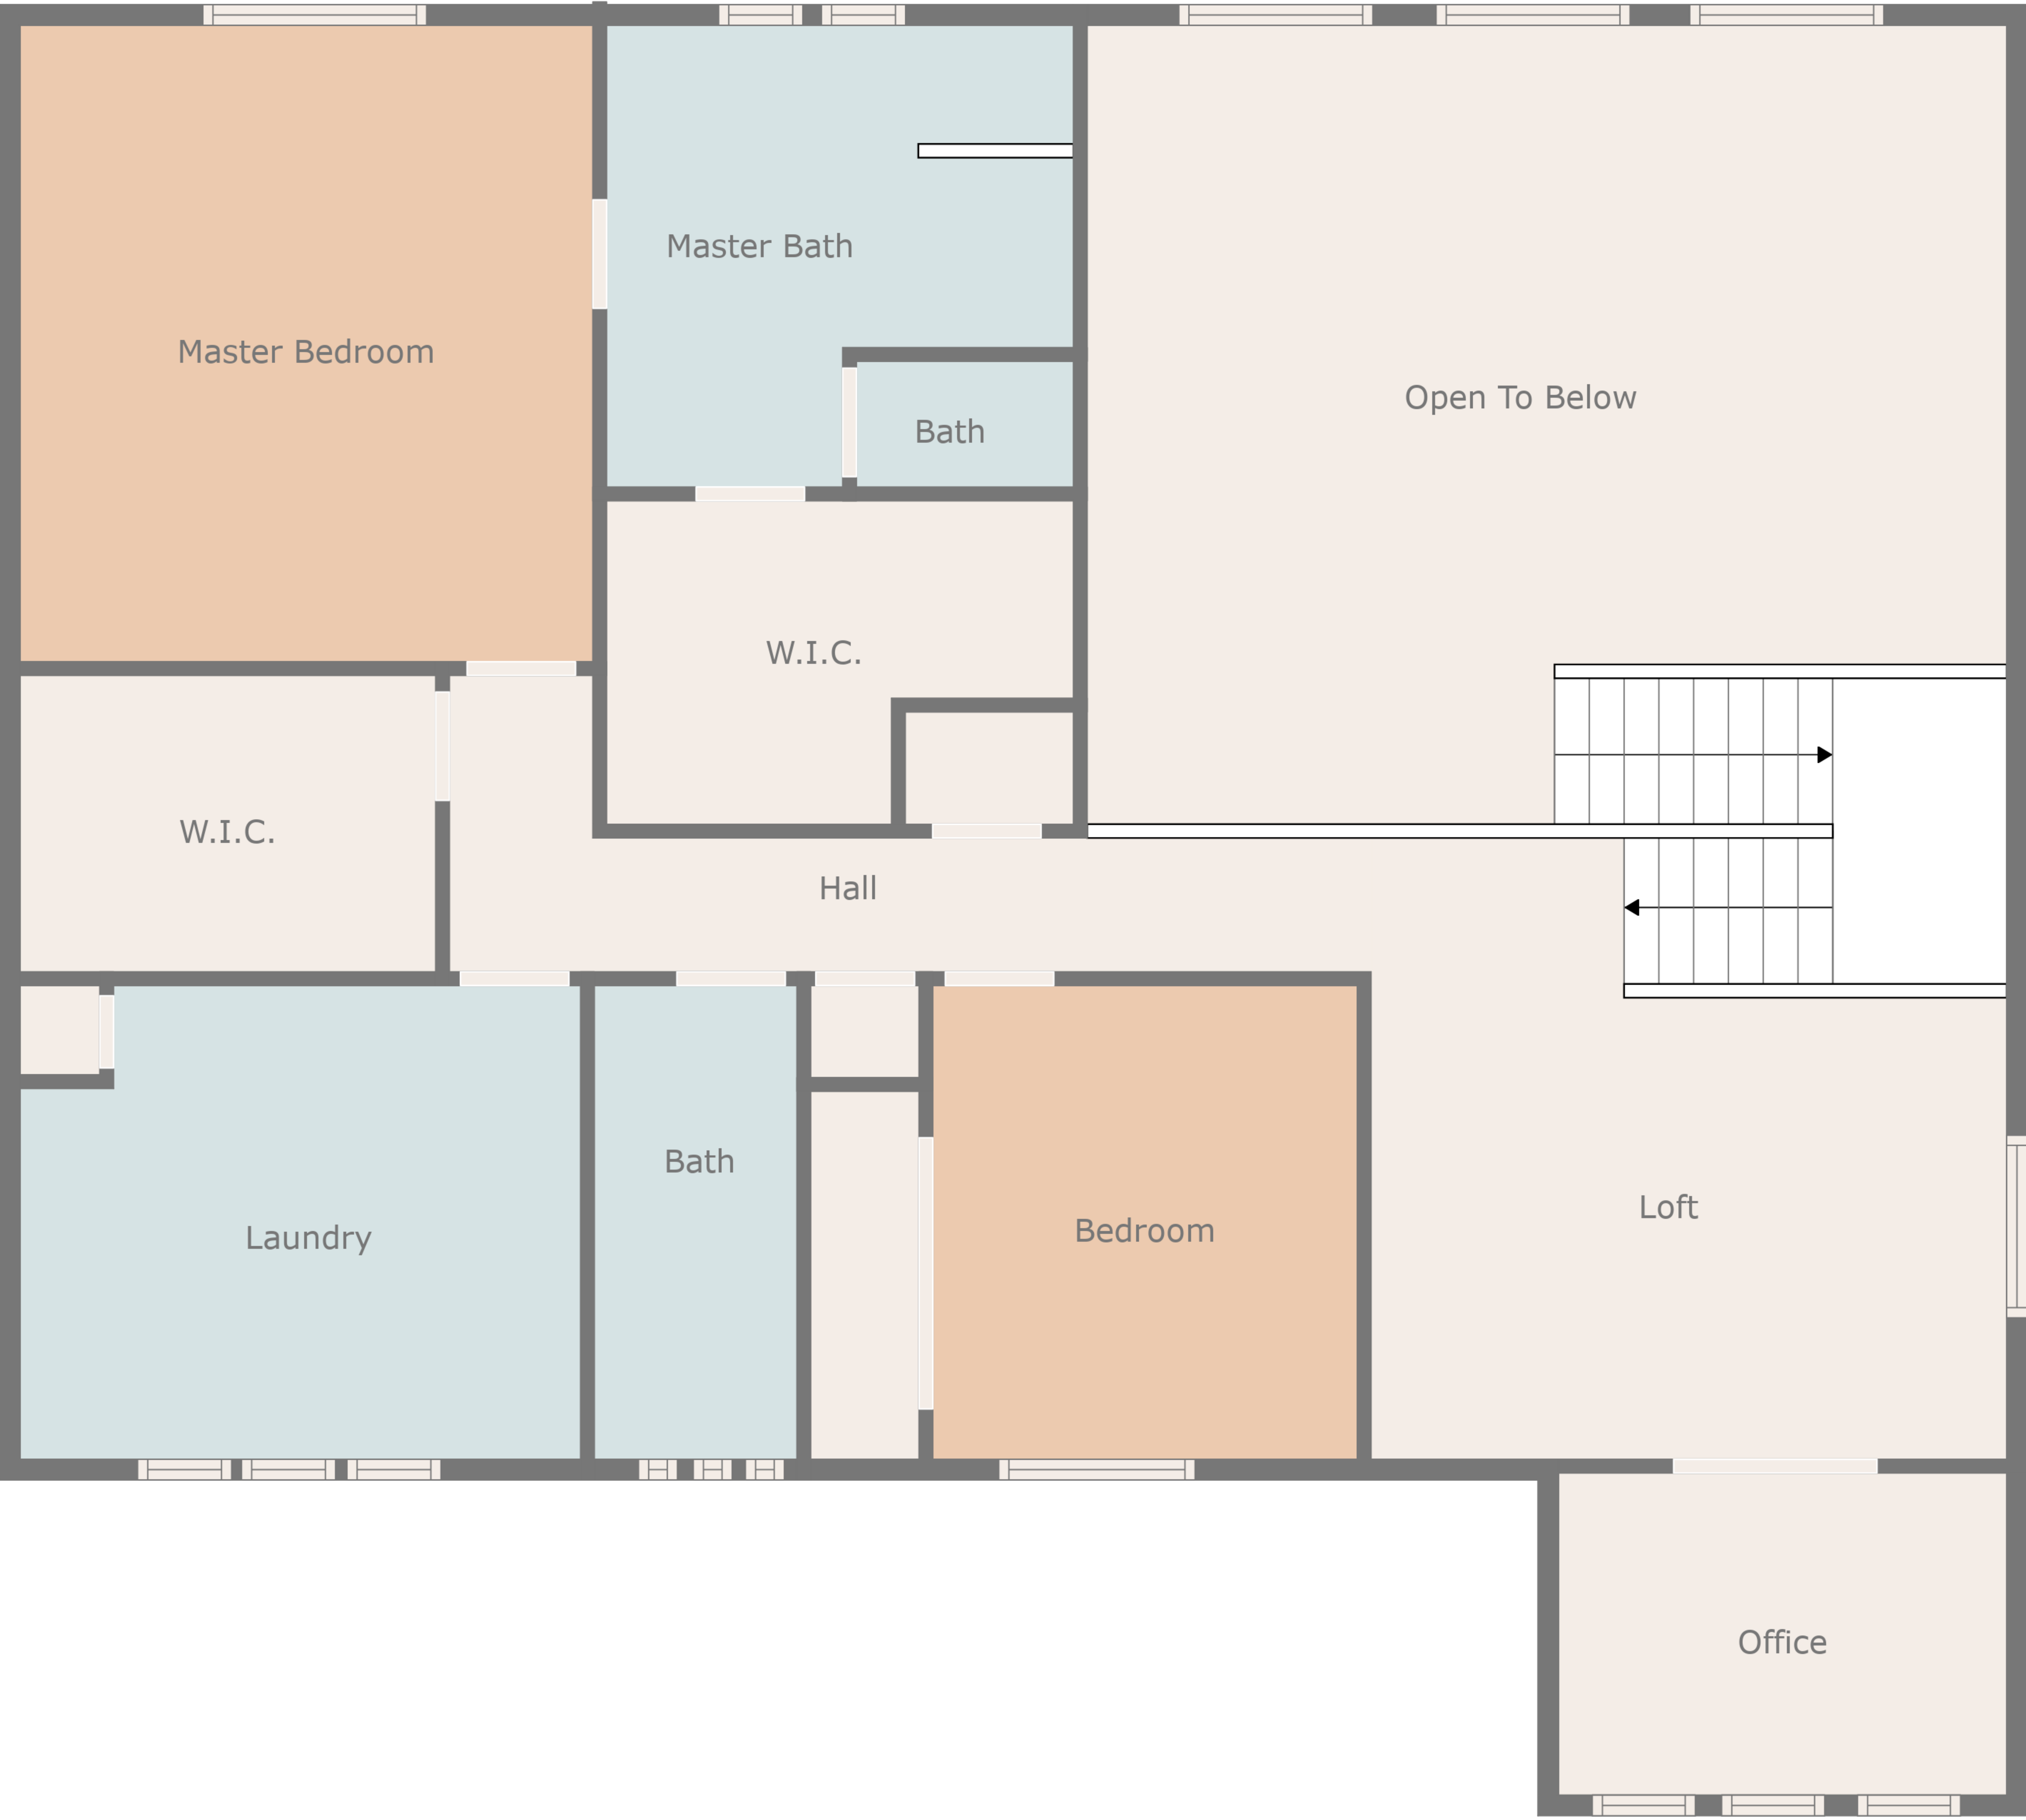 Master Bath
Master Bedroom
Open To Below
Bath
W.I.C.
W.I.C.
Hall
Bath
Loft
Bedroom
Laundry
Office